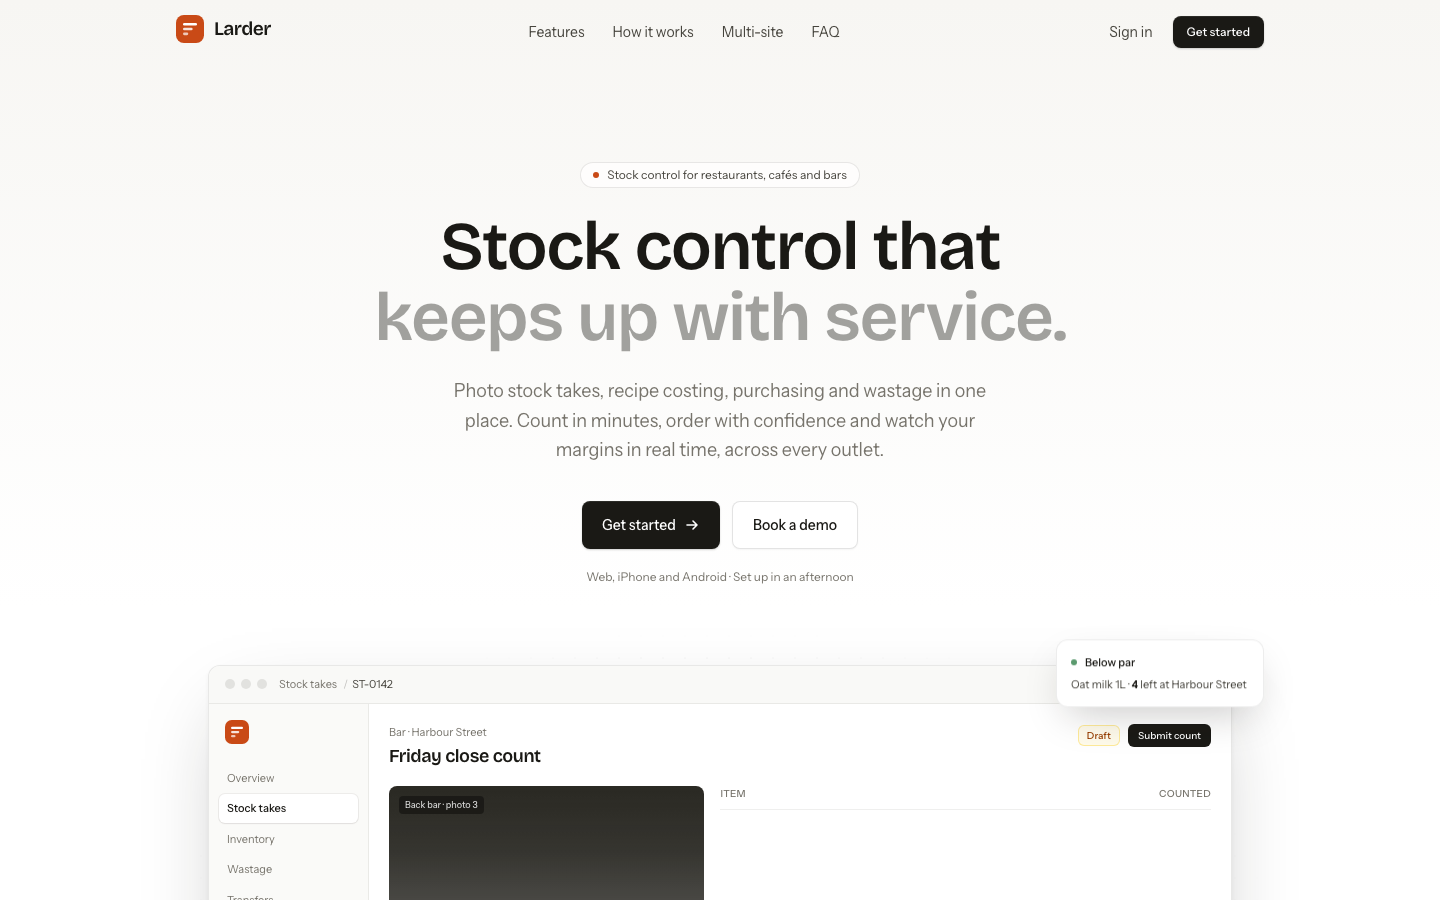 Larder
Features
How it works
Multi-site
FAQ
Sign in
Get started
Stock control for restaurants, cafés and bars
Stock control that
keeps up with service.
Photo stock takes, recipe costing, purchasing and wastage in one
place. Count in minutes, order with confidence and watch your
margins in real time, across every outlet.
Get started →
Book a demo
Web, iPhone and Android · Set up in an afternoon
Below par
Oat milk 1L · 4 left at Harbour Street
Stock takes / ST-0142
Overview
Stock takes
Inventory
Wastage
Transfers
Bar · Harbour Street
Friday close count
Draft
Submit count
Back bar · photo 3
ITEM
COUNTED